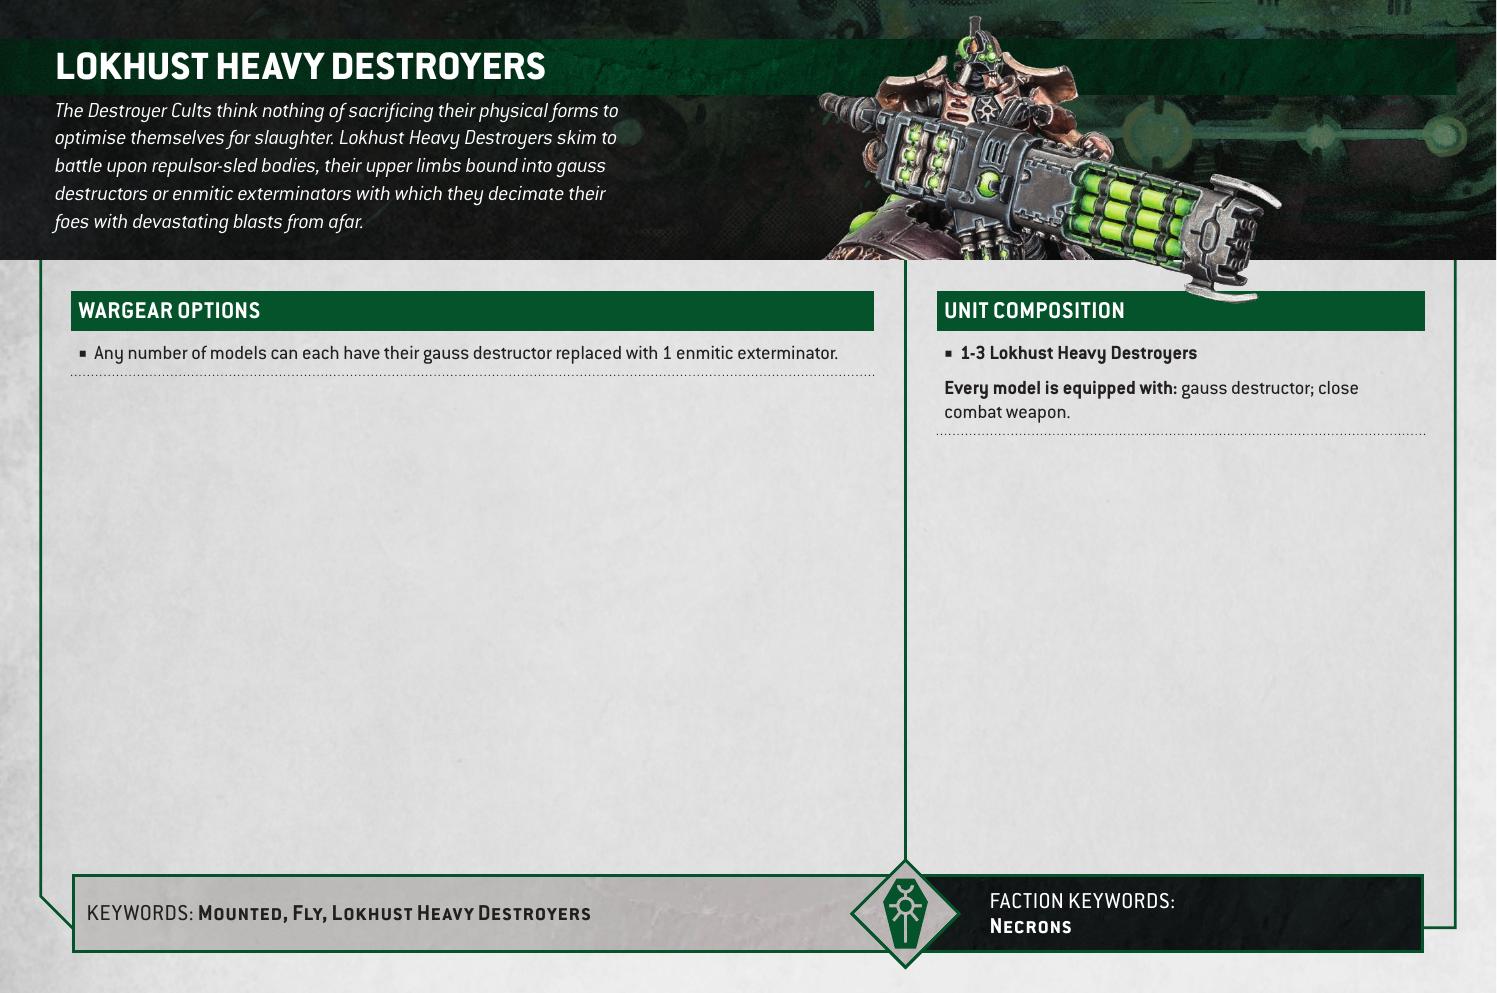 LOKHUST HEAVY DESTROYERS
The Destroyer Cults think nothing of sacrificing their physical forms to
optimise themselves for slaughter. Lokhust Heavy Destroyers skim to
battle upon repulsor-sled bodies, their upper limbs bound into gauss
destructors or enmitic exterminators with which they decimate their
foes with devastating blasts from afar.
WARGEAR OPTIONS
▪ Any number of models can each have their gauss destructor replaced with 1 enmitic exterminator.
UNIT COMPOSITION
▪ 1-3 Lokhust Heavy Destroyers
Every model is equipped with: gauss destructor; close
combat weapon.
KEYWORDS: Mounted, Fly, Lokhust Heavy Destroyers
FACTION KEYWORDS:
Necrons